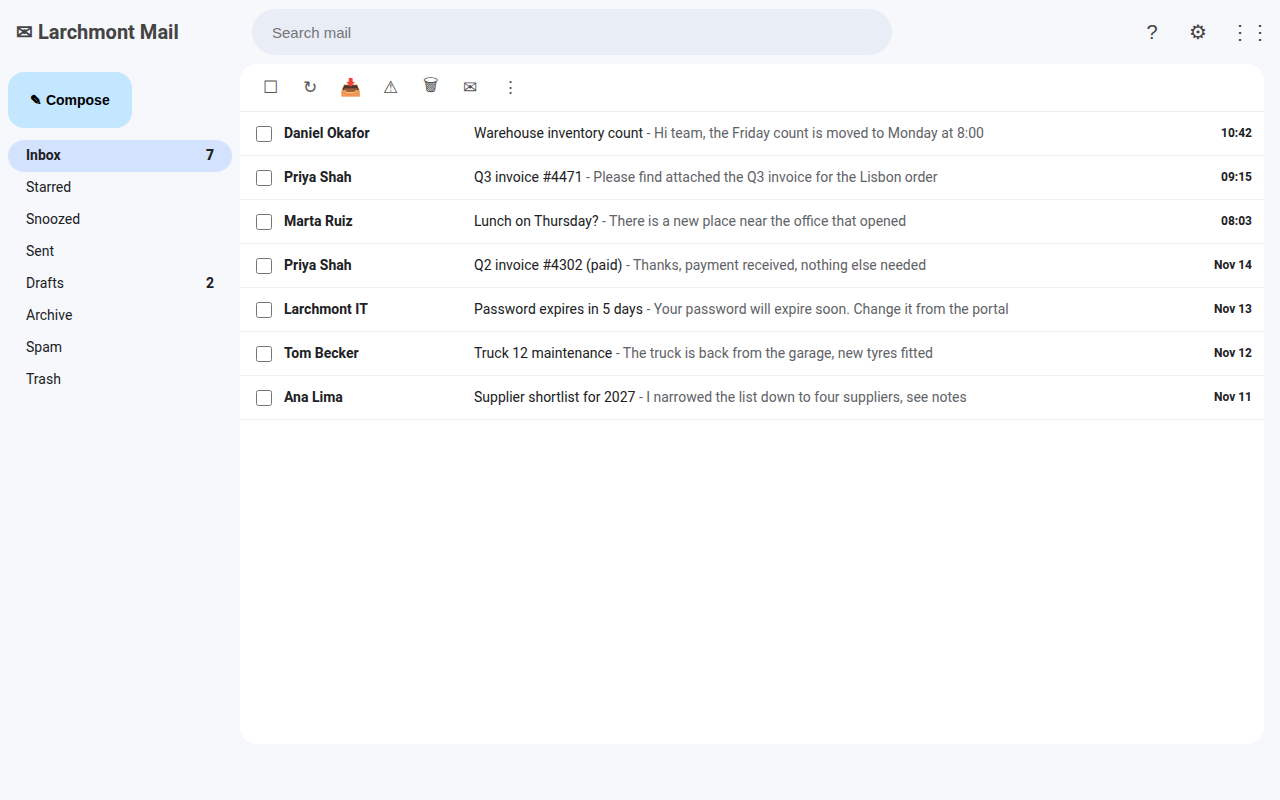 ✉ Larchmont Mail
Search mail
?
✎ Compose
Inbox 7
Starred
Snoozed
Sent
Drafts 2
Archive
Spam
Trash
Daniel Okafor Warehouse inventory count - Hi team, the Friday count is moved to Monday at 8:00 10:42
Priya Shah Q3 invoice #4471 - Please find attached the Q3 invoice for the Lisbon order 09:15
Marta Ruiz Lunch on Thursday? - There is a new place near the office that opened 08:03
Priya Shah Q2 invoice #4302 (paid) - Thanks, payment received, nothing else needed Nov 14
Larchmont IT Password expires in 5 days - Your password will expire soon. Change it from the portal Nov 13
Tom Becker Truck 12 maintenance - The truck is back from the garage, new tyres fitted Nov 12
Ana Lima Supplier shortlist for 2027 - I narrowed the list down to four suppliers, see notes Nov 11